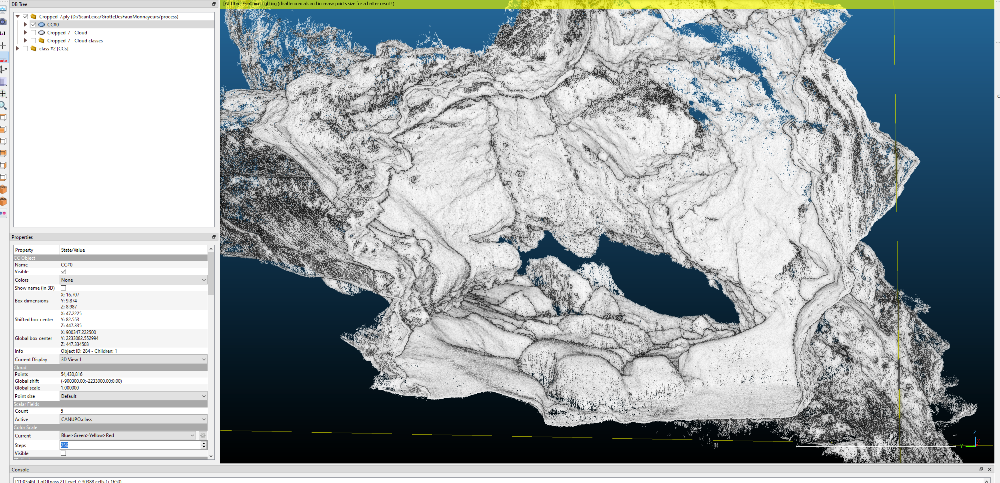 DB Tree
[GL filter] EyeDome Lighting (disable normals and increase points size for a better result!)
Cropped_7.ply (D:/ScanLeica/GrotteDesFauxMonnayeurs/process)
CC#0
Cropped_7 - Cloud
Cropped_7 - Cloud classes
class #2 [CCs]
1:1
auto
Properties
Property State/Value
CC Object
Name CC#0
Visible
Colors None
Show name (in 3D)
Box dimensions
X: 16.707
Y: 9.874
Z: 8.987
Shifted box center
X: 47.2225
Y: 82.553
Z: 447.335
Global box center
X: 900347.222500
Y: 2233082.552994
Z: 447.334503
Info Object ID: 284 - Children: 1
Current Display 3D View 1
Cloud
Points 54,430,816
Global shift (-900300.00;-2233000.00;0.00)
Global scale 1.000000
Point size Default
Scalar Fields
Count 5
Active CANUPO.class
Color Scale
Current Blue>Green>Yellow>Red
Steps 256
Visible
Z
X
Y
Console
[11:03:46] [LoD][pass 2] Level 7: 30388 cells (+1650)